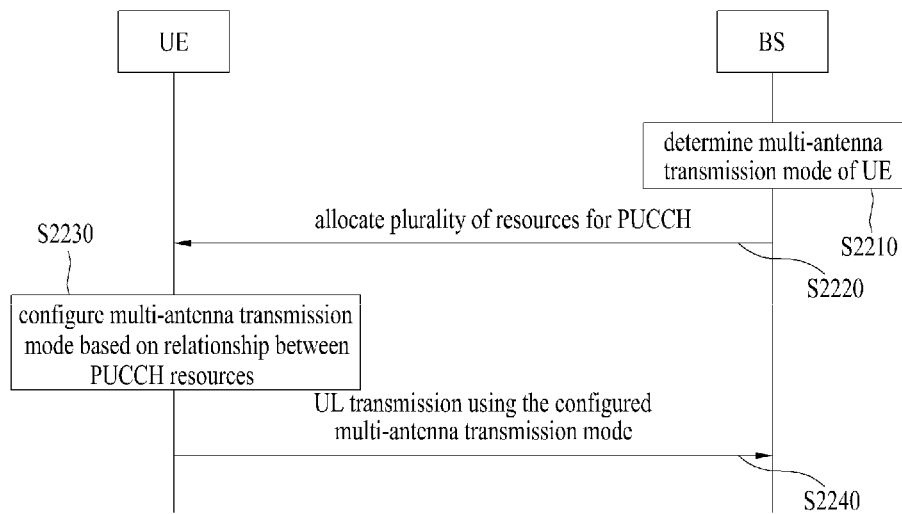 UE
BS
determine multi-antenna
transmission mode of UE
S2210
allocate plurality of resources for PUCCH
S2220
S2230
configure multi-antenna transmission
mode based on relationship between
PUCCH resources
UL transmission using the configured
multi-antenna transmission mode
S2240